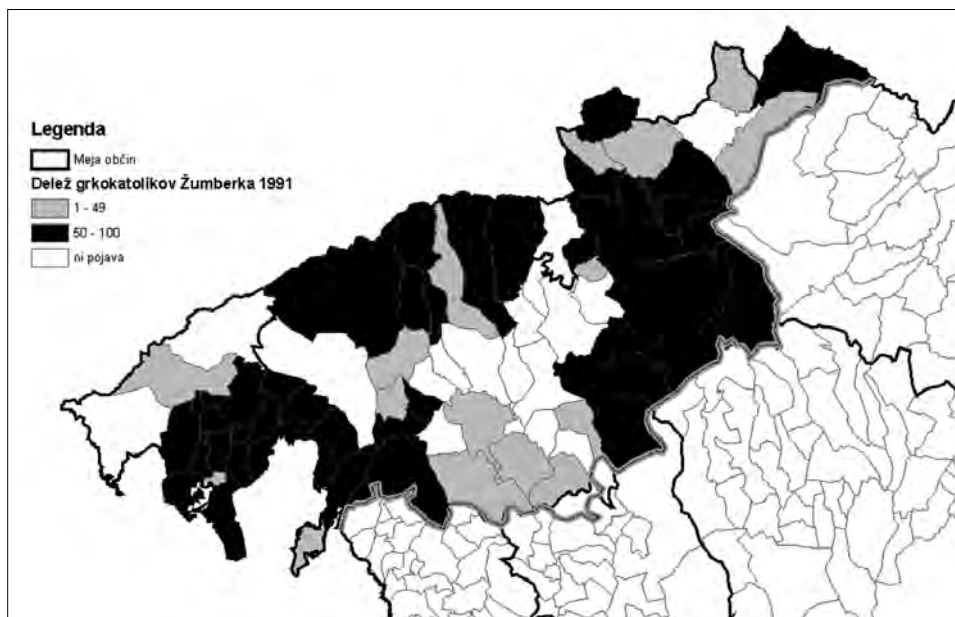 Legenda
Meja občin
Delež grkokatolikov Žumberka 1991
1 - 49
50 - 100
ni pojava